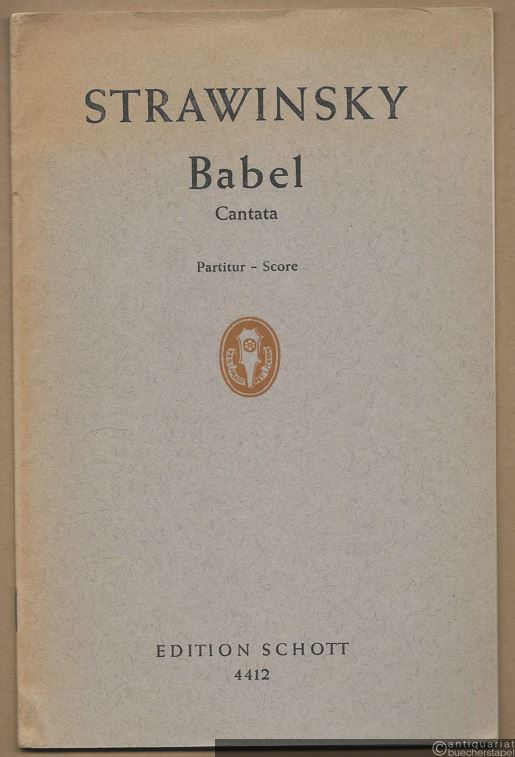 STRAWINSKY
Babel
Cantata
Partitur - Score
EDITION SCHOTT
4412
©antiquariat
buecherstapel